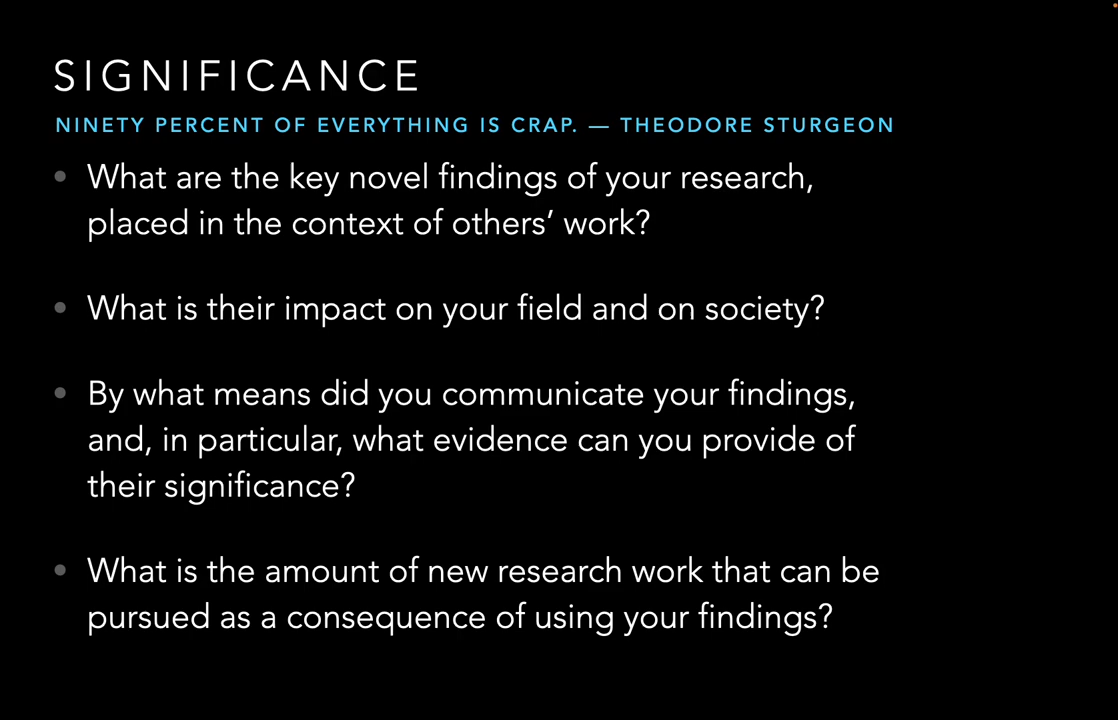 SIGNIFICANCE
NINETY PERCENT OF EVERYTHING IS CRAP. — THEODORE STURGEON
• What are the key novel findings of your research,
placed in the context of others’ work?
• What is their impact on your field and on society?
• By what means did you communicate your findings,
and, in particular, what evidence can you provide of
their significance?
• What is the amount of new research work that can be
pursued as a consequence of using your findings?